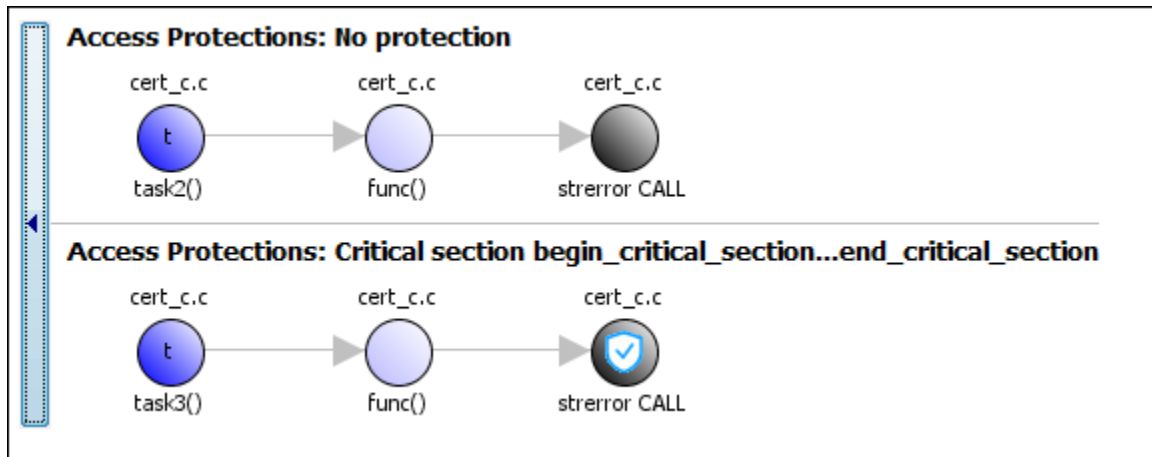 Access Protections: No protection
cert_c.c cert_c.c cert_c.c
t
task2() func() strerror CALL
Access Protections: Critical section begin_critical_section...end_critical_section
cert_c.c cert_c.c cert_c.c
t
task3() func() strerror CALL